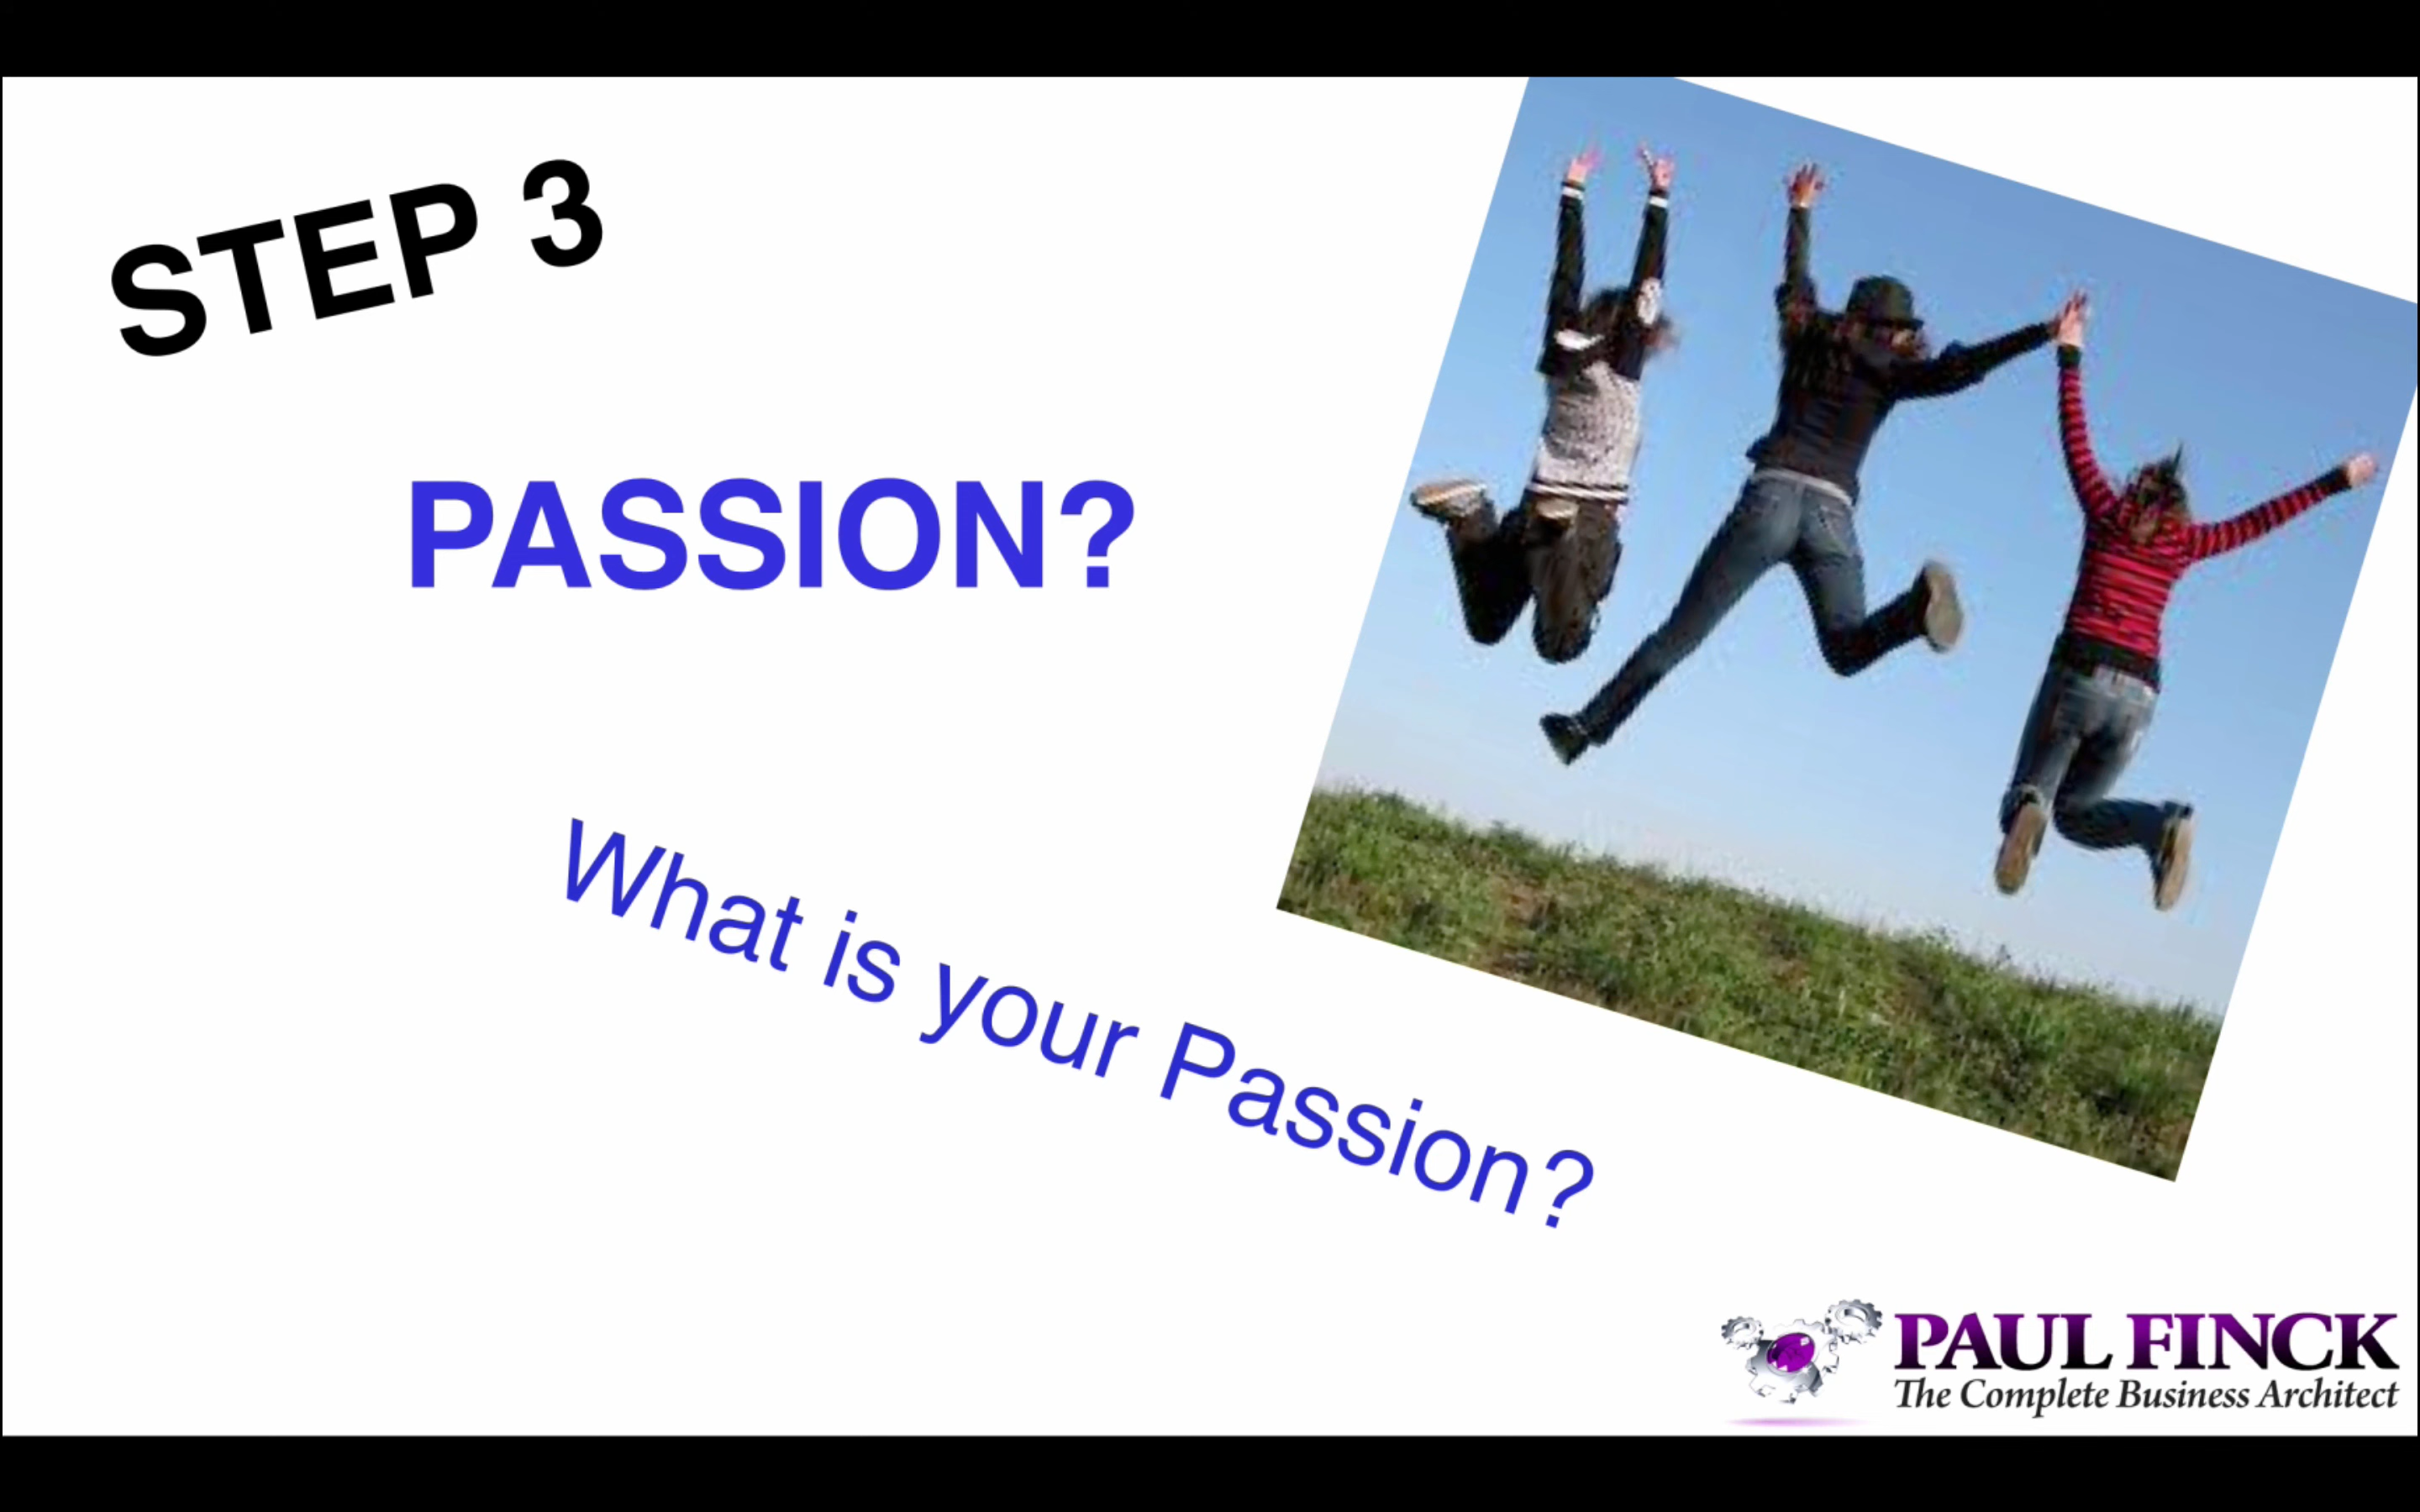 STEP 3
PASSION?
What is your Passion?
PAUL FINCK
The Complete Business Architect